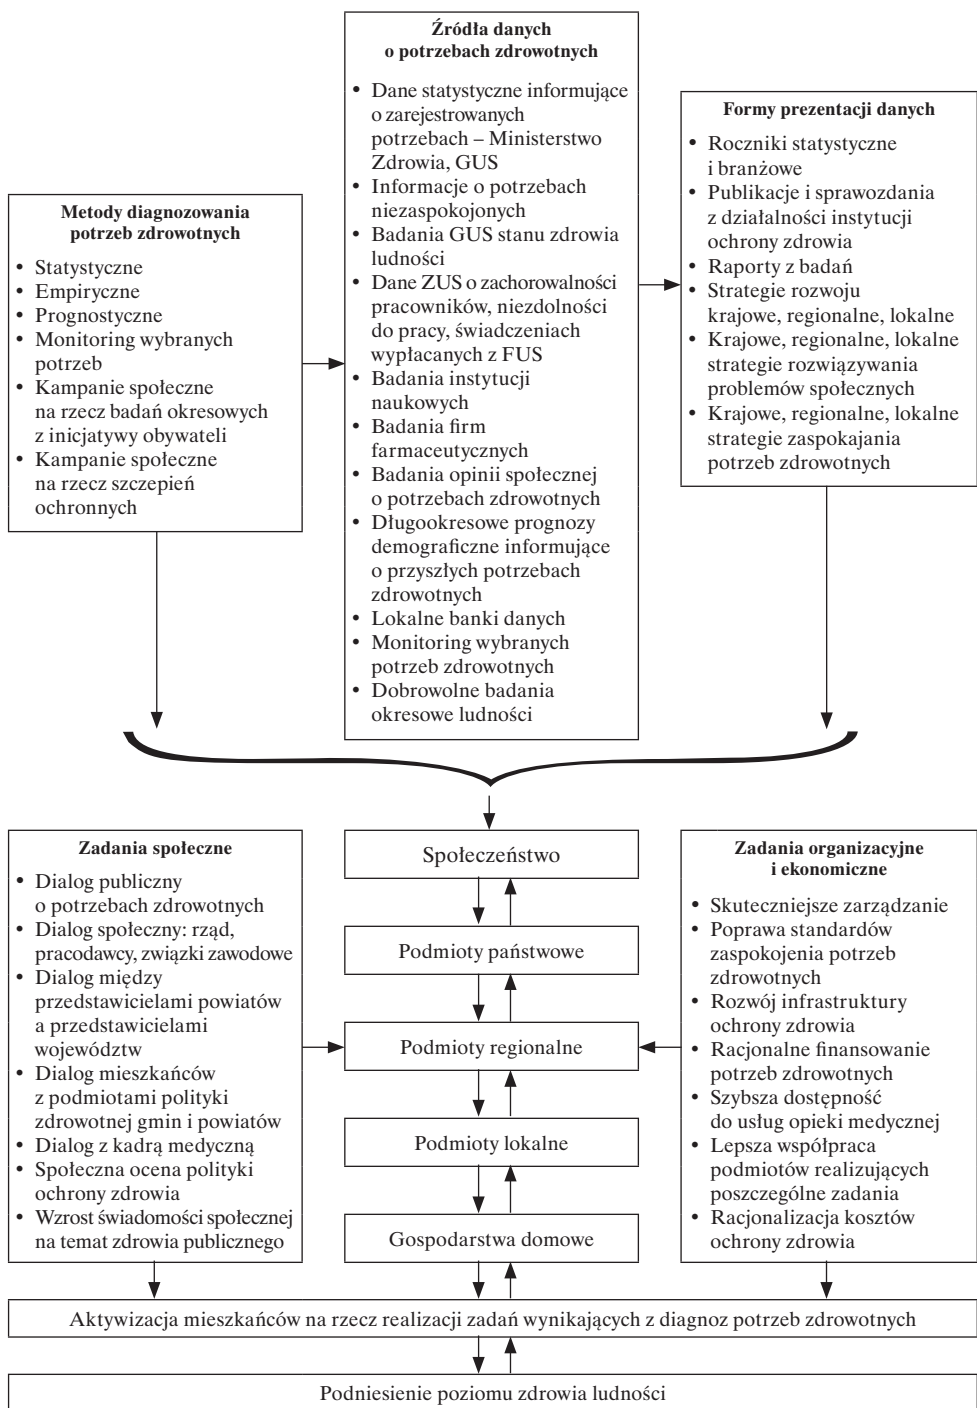 Źródła danych
o potrzebach zdrowotnych
• Dane statystyczne informujące
o zarejestrowanych
potrzebach – Ministerstwo
Zdrowia, GUS
• Informacje o potrzebach
niezaspokojonych
• Badania GUS stanu zdrowia
ludności
• Dane ZUS o zachorowalności
pracowników, niezdolności
do pracy, świadczeniach
wypłacanych z FUS
• Badania instytucji
naukowych
• Badania firm
farmaceutycznych
• Badania opinii społecznej
o potrzebach zdrowotnych
• Długookresowe prognozy
demograficzne informujące
o przyszłych potrzebach
zdrowotnych
• Lokalne banki danych
• Monitoring wybranych
potrzeb zdrowotnych
• Dobrowolne badania
okresowe ludności
Formy prezentacji danych
• Roczniki statystyczne
i branżowe
• Publikacje i sprawozdania
z działalności instytucji
ochrony zdrowia
• Raporty z badań
• Strategie rozwoju
krajowe, regionalne, lokalne
• Krajowe, regionalne, lokalne
strategie rozwiązywania
problemów społecznych
• Krajowe, regionalne, lokalne
strategie zaspokajania
potrzeb zdrowotnych
Metody diagnozowania
potrzeb zdrowotnych
• Statystyczne
• Empiryczne
• Prognostyczne
• Monitoring wybranych
potrzeb
• Kampanie społeczne
na rzecz badań okresowych
z inicjatywy obywateli
• Kampanie społeczne
na rzecz szczepień
ochronnych
Zadania społeczne
• Dialog publiczny
o potrzebach zdrowotnych
• Dialog społeczny: rząd,
pracodawcy, związki zawodowe
• Dialog między
przedstawicielami powiatów
a przedstawicielami
województw
• Dialog mieszkańców
z podmiotami polityki
zdrowotnej gmin i powiatów
• Dialog z kadrą medyczną
• Społeczna ocena polityki
ochrony zdrowia
• Wzrost świadomości społecznej
na temat zdrowia publicznego
Społeczeństwo
Podmioty państwowe
Podmioty regionalne
Podmioty lokalne
Gospodarstwa domowe
Zadania organizacyjne
i ekonomiczne
• Skuteczniejsze zarządzanie
• Poprawa standardów
zaspokojenia potrzeb
zdrowotnych
• Rozwój infrastruktury
ochrony zdrowia
• Racjonalne finansowanie
potrzeb zdrowotnych
• Szybsza dostępność
do usług opieki medycznej
• Lepsza współpraca
podmiotów realizujących
poszczególne zadania
• Racjonalizacja kosztów
ochrony zdrowia
Aktywizacja mieszkańców na rzecz realizacji zadań wynikających z diagnoz potrzeb zdrowotnych
Podniesienie poziomu zdrowia ludności